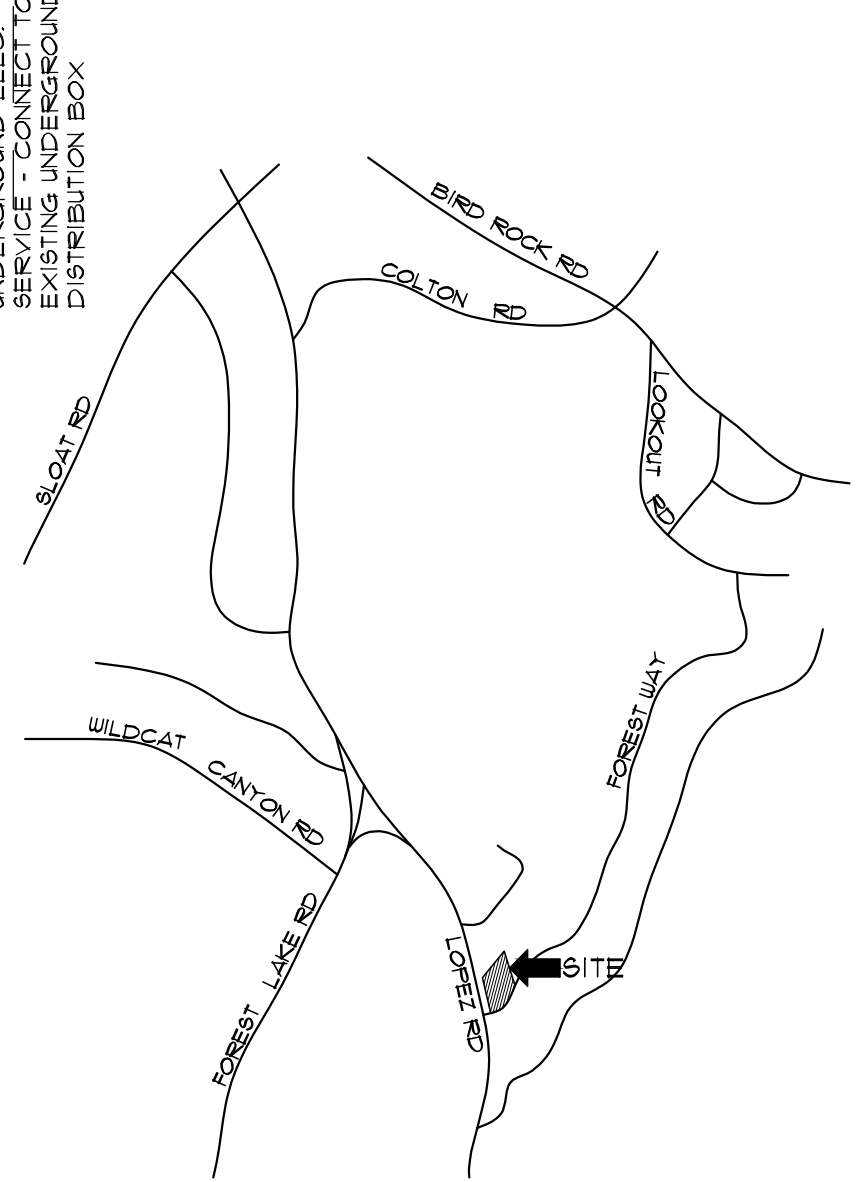 SERVICE - CONNECT TO
EXISTING UNDERGROUND
DISTRIBUTION BOX
BIRD ROCK RD
COLTON RD
LOOKOUT RD
SLOAT RD
FOREST WAY
WILDCAT CANYON RD
FOREST LAKE RD
LOPEZ RD
SITE